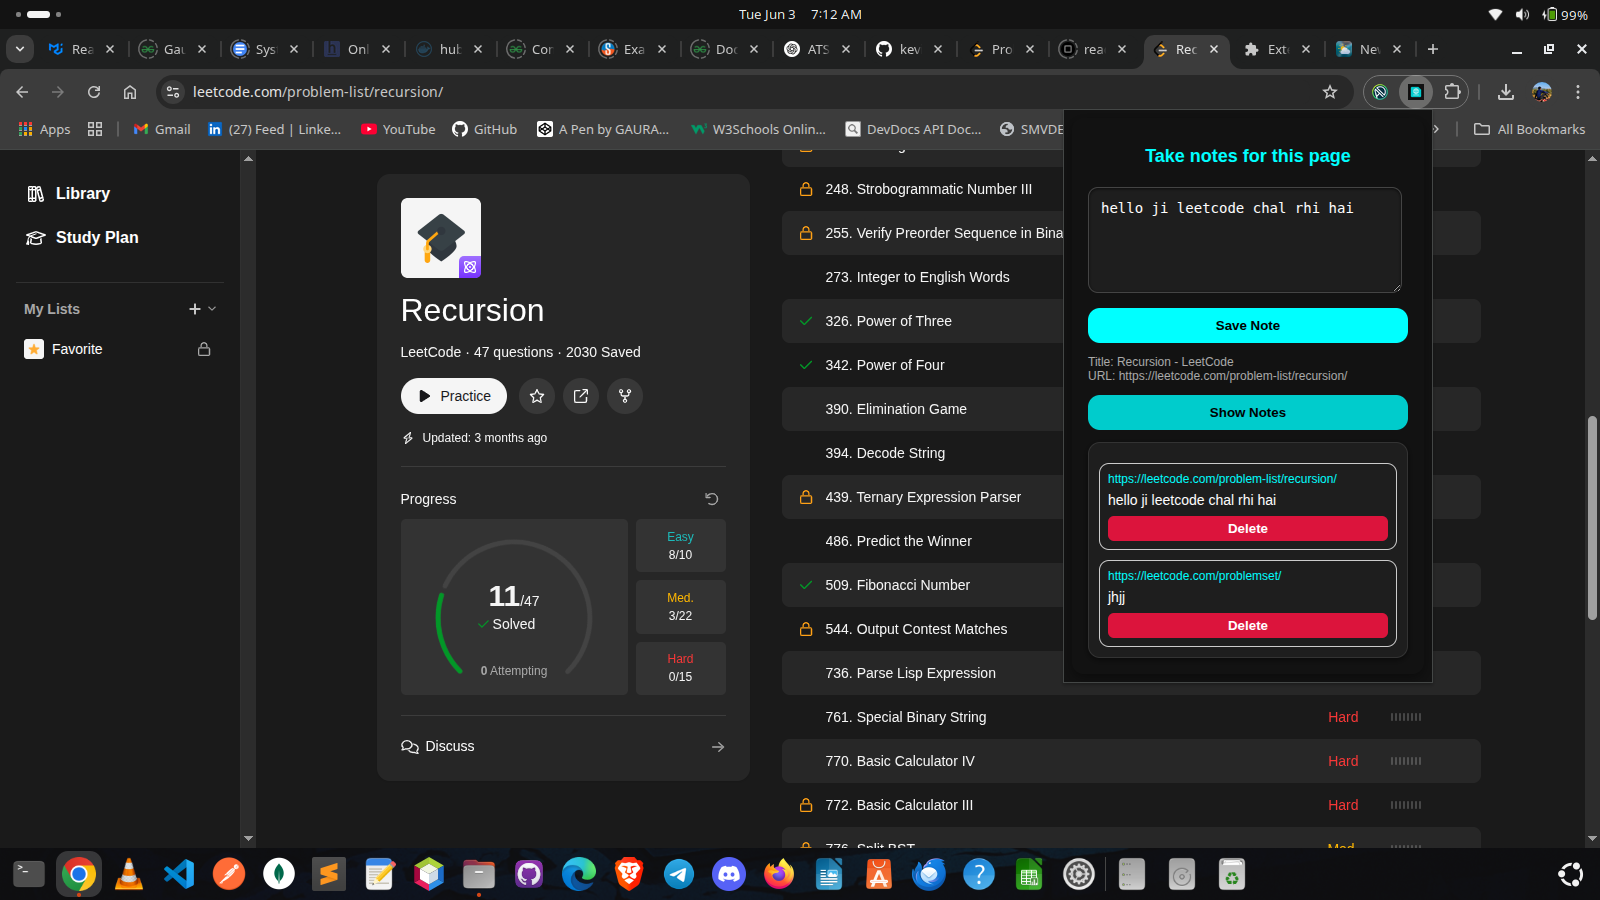 Tue Jun 3 7:12 AM
99%
Rea
Gau
Sys
Onl
hub
Cor
Exa
Doc
ATS
kev
Pro
rea
Rec
Ext
Nev
leetcode.com/problem-list/recursion/
Apps
Gmail
(27) Feed | Linke...
YouTube
GitHub
A Pen by GAURA...
W3Schools Onlin...
DevDocs API Doc...
SMVDE
All Bookmarks
Library
Study Plan
My Lists
Favorite
Recursion
LeetCode · 47 questions · 2030 Saved
Practice
Updated: 3 months ago
Progress
11/47
Solved
0 Attempting
Easy
8/10
Med.
3/22
Hard
0/15
Discuss
248. Strobogrammatic Number III
255. Verify Preorder Sequence in Bina
273. Integer to English Words
326. Power of Three
342. Power of Four
390. Elimination Game
394. Decode String
439. Ternary Expression Parser
486. Predict the Winner
509. Fibonacci Number
544. Output Contest Matches
736. Parse Lisp Expression
761. Special Binary String Hard
770. Basic Calculator IV Hard
772. Basic Calculator III Hard
776. Split BST Med.
Take notes for this page
hello ji leetcode chal rhi hai
Save Note
Title: Recursion - LeetCode
URL: https://leetcode.com/problem-list/recursion/
Show Notes
https://leetcode.com/problem-list/recursion/
hello ji leetcode chal rhi hai
Delete
https://leetcode.com/problemset/
jhjj
Delete